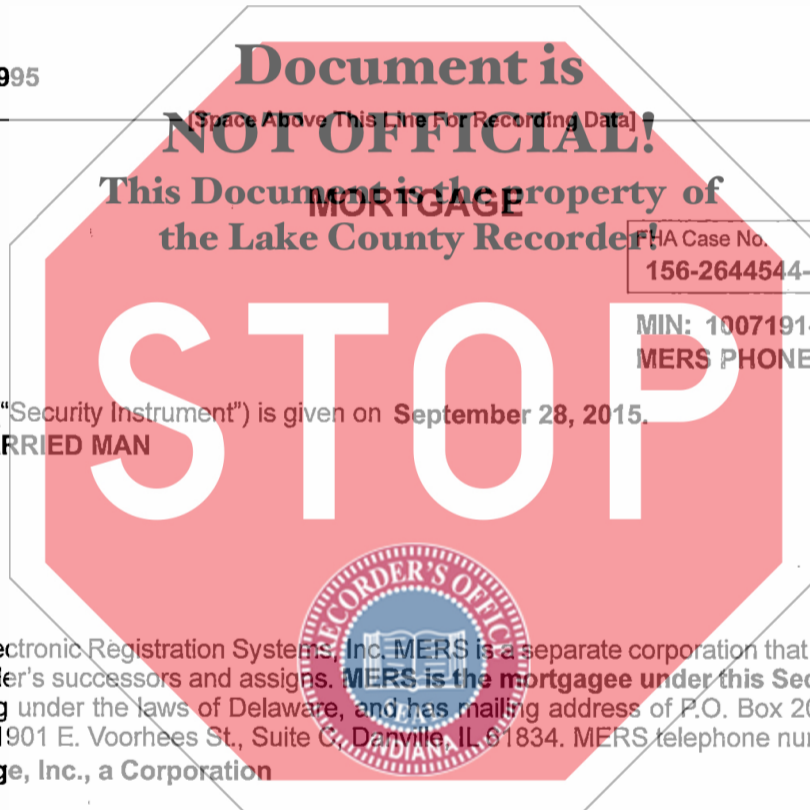 995
Document is
[Space Above This Line For Recording Data]
NOT OFFICIAL!
This Document is the property of
MORTGAGE
the Lake County Recorder!
FHA Case No.
156-2644544-
MIN: 1007191-
MERS PHONE
STOP
("Security Instrument") is given on September 28, 2015.
RRIED MAN
RECORDER'S OFFICE
ectronic Registration Systems, Inc. MERS is a separate corporation that
er's successors and assigns. MERS is the mortgagee under this Sec
g under the laws of Delaware, and has mailing address of P.O. Box 20
SEAL
1901 E. Voorhees St., Suite C, Danville, IL 61834. MERS telephone nu
INDIANA
ge, Inc., a Corporation